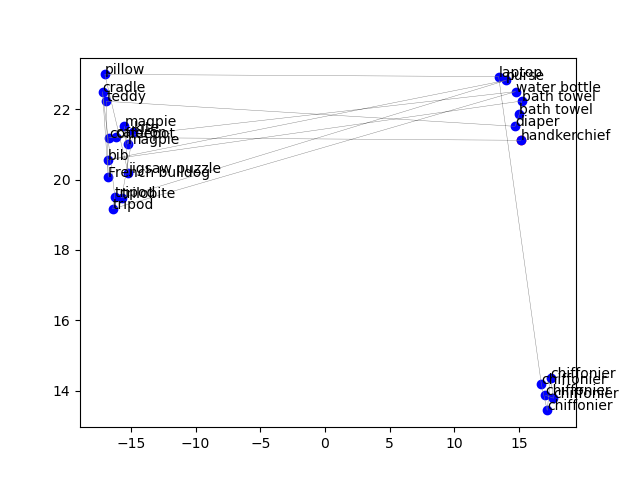 pillow
laptop
purse
cradle
teddy
water bottle
bath towel
bath towel
magpie
diaper
handkerchief
magpie
bib
jigsaw puzzle
French bulldog
tripod
trilobite
tripod
chiffonier
chiffonier
chiffonier
chiffonier
chiffonier
22
20
18
16
14
−15
−10
−5
0
5
10
15